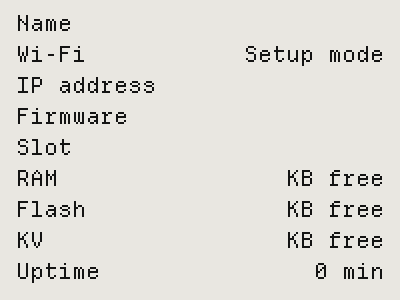 Name
Wi-Fi Setup mode
IP address
Firmware
Slot
RAM KB free
Flash KB free
KV KB free
Uptime 0 min